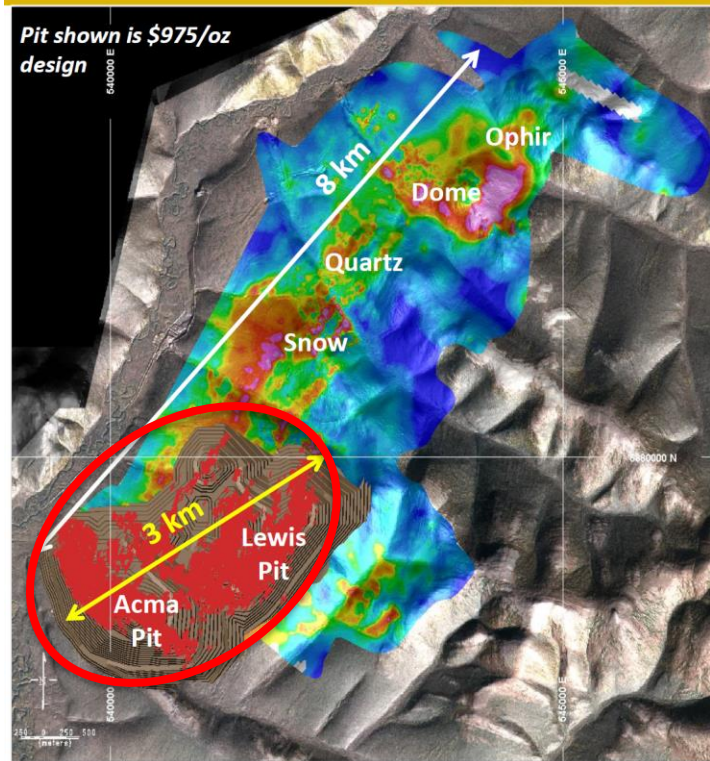 Pit shown is $975/oz
design
540000 E
545000 E
8 km
Ophir
Dome
Quartz
Snow
3 km
Lewis
Pit
Acma
Pit
540000 E
545000 E
250 0 250 500
(meters)